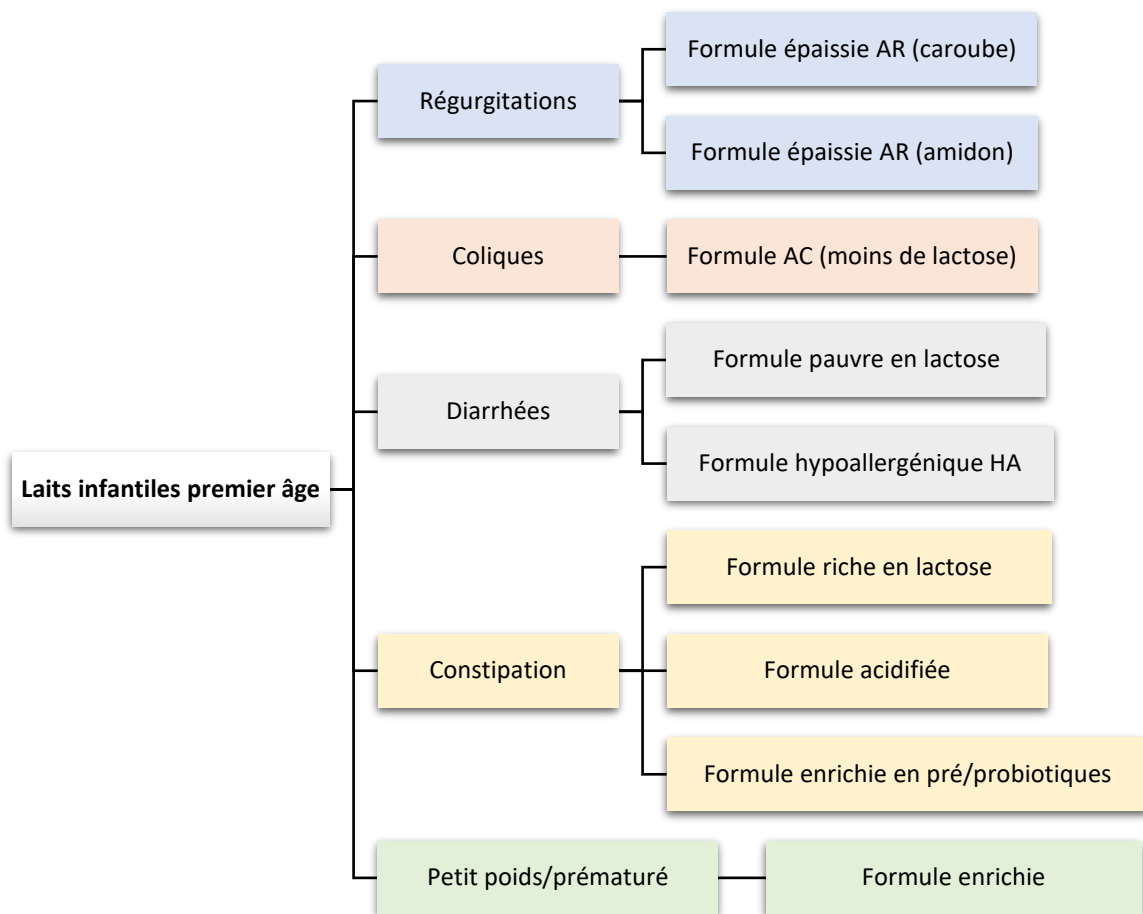 Laits infantiles premier âge
Régurgitations
Formule épaissie AR (caroube)
Formule épaissie AR (amidon)
Coliques
Formule AC (moins de lactose)
Diarrhées
Formule pauvre en lactose
Formule hypoallergénique HA
Constipation
Formule riche en lactose
Formule acidifiée
Formule enrichie en pré/probiotiques
Petit poids/prématuré
Formule enrichie